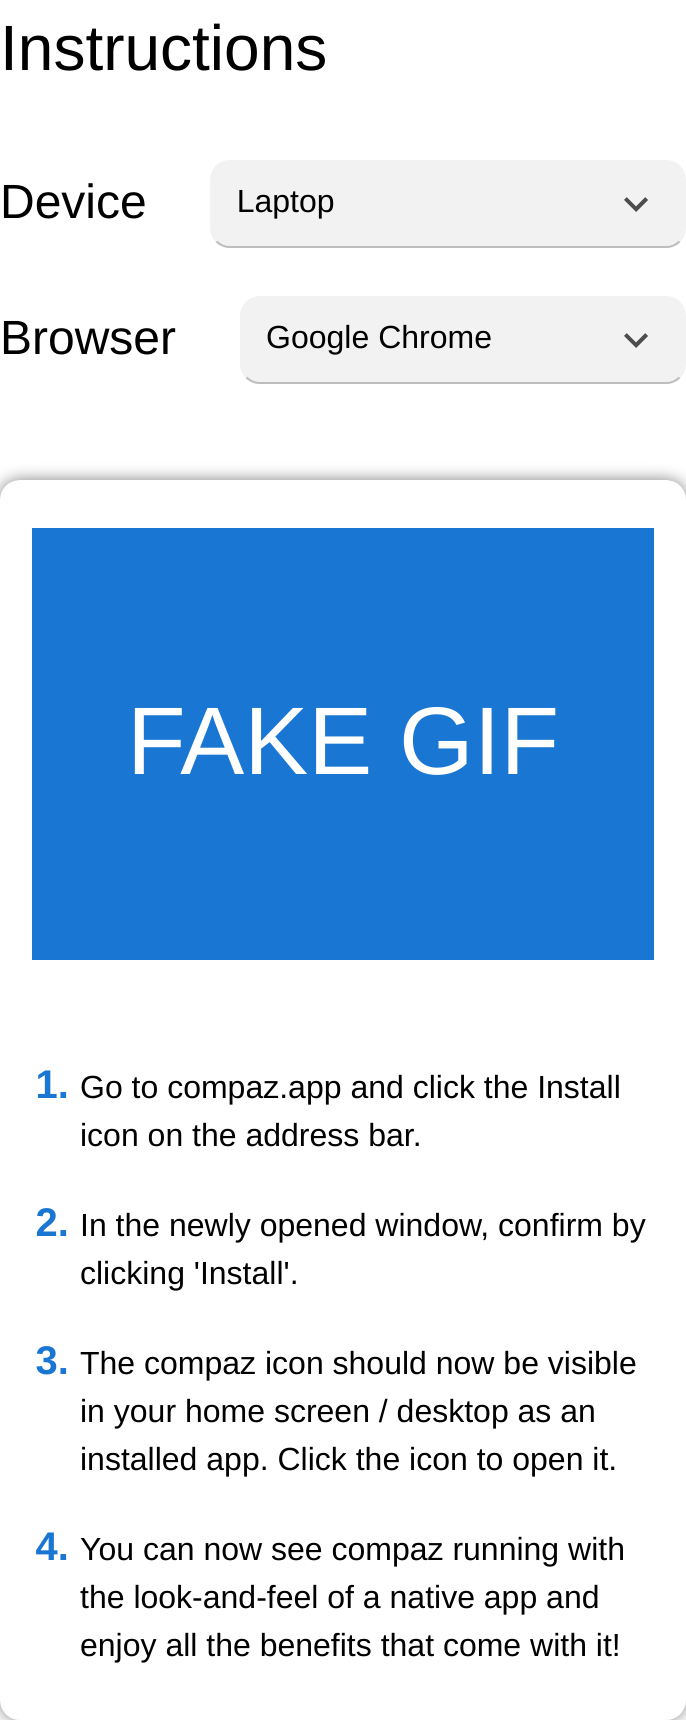 Instructions
Device
Laptop
Browser
Google Chrome
FAKE GIF
1. Go to compaz.app and click the Install
icon on the address bar.
2. In the newly opened window, confirm by
clicking 'Install'.
3. The compaz icon should now be visible
in your home screen / desktop as an
installed app. Click the icon to open it.
4. You can now see compaz running with
the look-and-feel of a native app and
enjoy all the benefits that come with it!